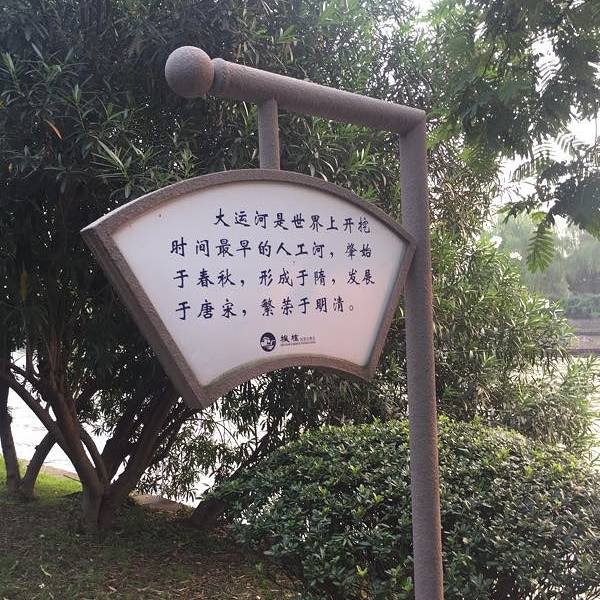 大运河是世界上开挖
时间最早的人工河，肇始
于春秋，形成于隋，发展
于唐宋，繁荣于明清。